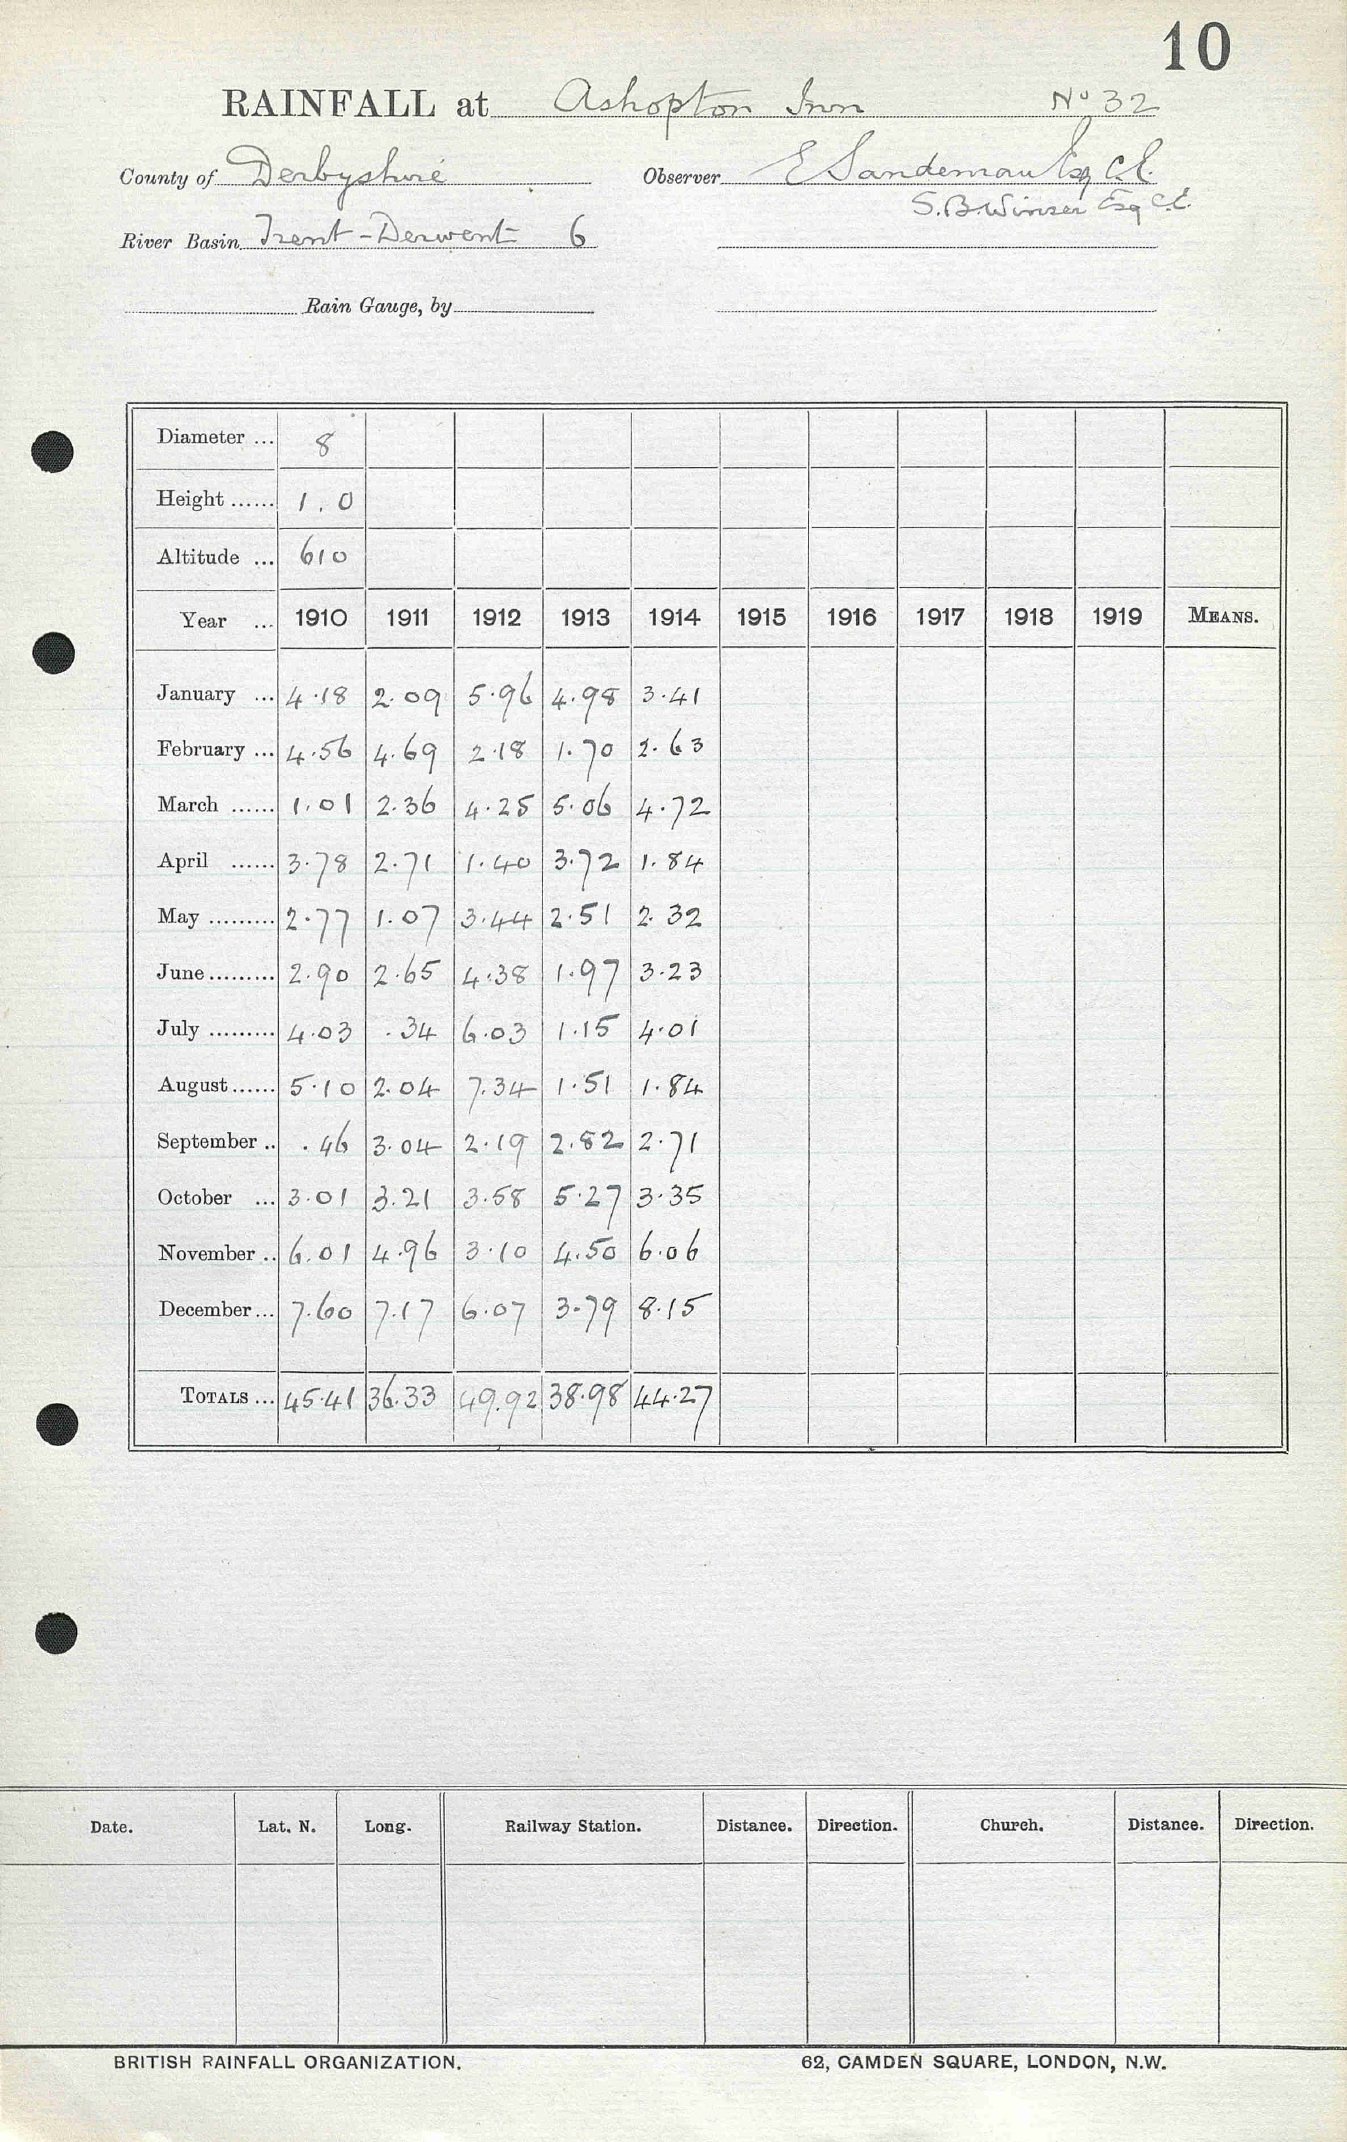 10
RAINFALL at Ashopton Inn No 32
County of Derbyshire Observer E Sandeman Esq C.E.
S.B. Winser Esq C.E.
River Basin Trent-Derwent 6
Rain Gauge, by
Diameter ... 8
Height ...... 1.0
Altitude ... 610
Year ... 1910 1911 1912 1913 1914 1915 1916 1917 1918 1919 MEANS.
January ... 4.18 2.09 5.96 4.98 3.41
February ... 4.56 4.69 2.18 1.70 2.63
March ...... 1.01 2.36 4.25 5.06 4.72
April ...... 3.78 2.71 1.40 3.72 1.84
May ......... 2.77 1.07 3.44 2.51 2.32
June ......... 2.90 2.65 4.38 1.97 3.23
July ......... 4.03 .34 6.03 1.15 4.01
August ...... 5.10 2.04 7.34 1.51 1.84
September .. .46 3.04 2.19 2.82 2.71
October ... 3.01 3.21 3.58 5.27 3.35
November .. 6.01 4.96 3.10 4.50 6.06
December ... 7.60 7.17 6.07 3.79 8.15
TOTALS ... 45.41 36.33 49.92 38.98 44.27
Date. Lat. N. Long. Railway Station. Distance. Direction. Church. Distance. Direction.
BRITISH RAINFALL ORGANIZATION. 62, CAMDEN SQUARE, LONDON, N.W.